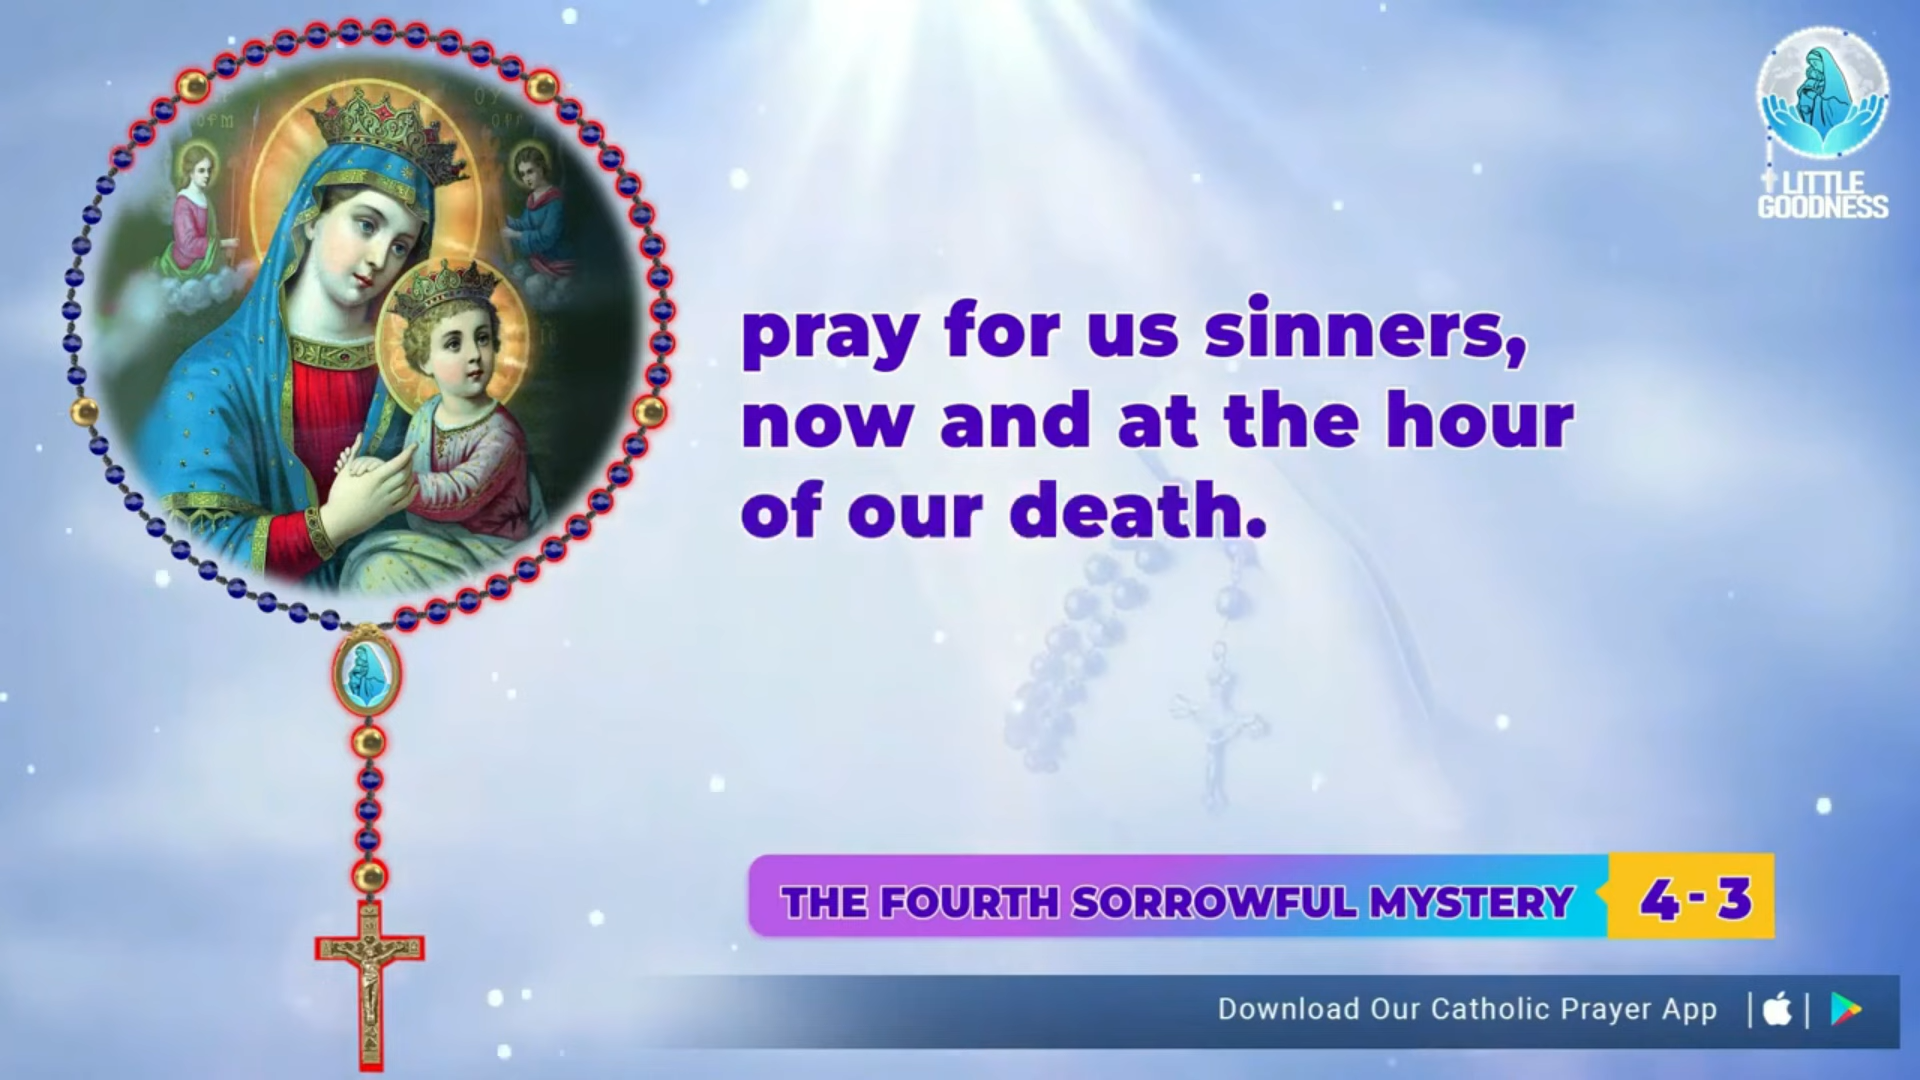 LITTLE
GOODNESS
pray for us sinners,
now and at the hour
of our death.
THE FOURTH SORROWFUL MYSTERY 4-3
Download Our Catholic Prayer App